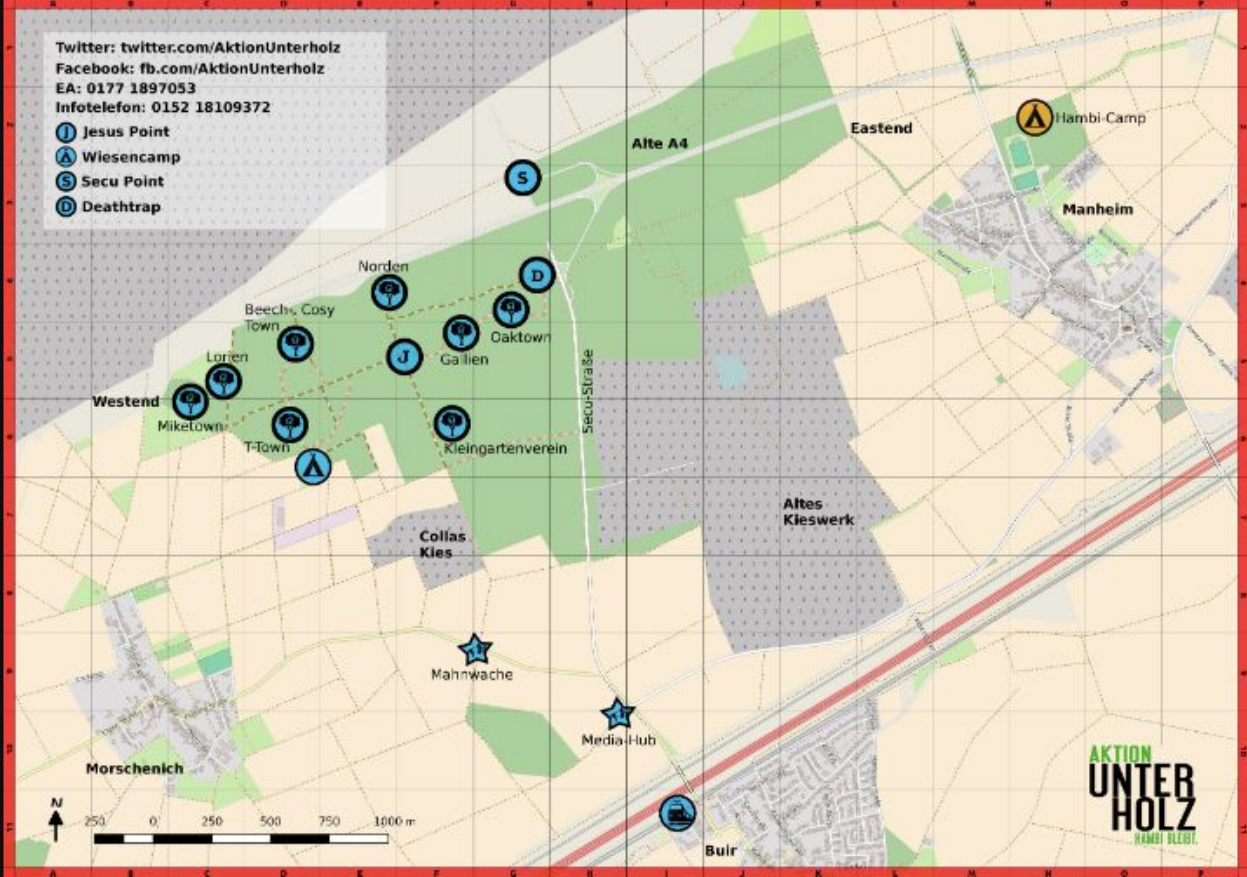 A B C D E F G H I J K L M H O P
Twitter: twitter.com/AktionUnterholz
Facebook: fb.com/AktionUnterholz
EA: 0177 1897053
Infotelefon: 0152 18109372
J Jesus Point
Wiesencamp
S Secu Point
D Deathtrap
Alte A4
Eastend
Hambi-Camp
S
Manheim
Norden
D
Beech-, Cosy
Town
Oaktown
J
Gallien
Lorien
Westend
Miketown
T-Town
Kleingartenverein
Secu-Straße
Altes
Kieswerk
Collas
Kies
Mahnwache
Media-Hub
Morschenich
N
250 0 250 500 750 1000 m
Buir
AKTION
UNTER
HOLZ
HAMBI BLEIBT.